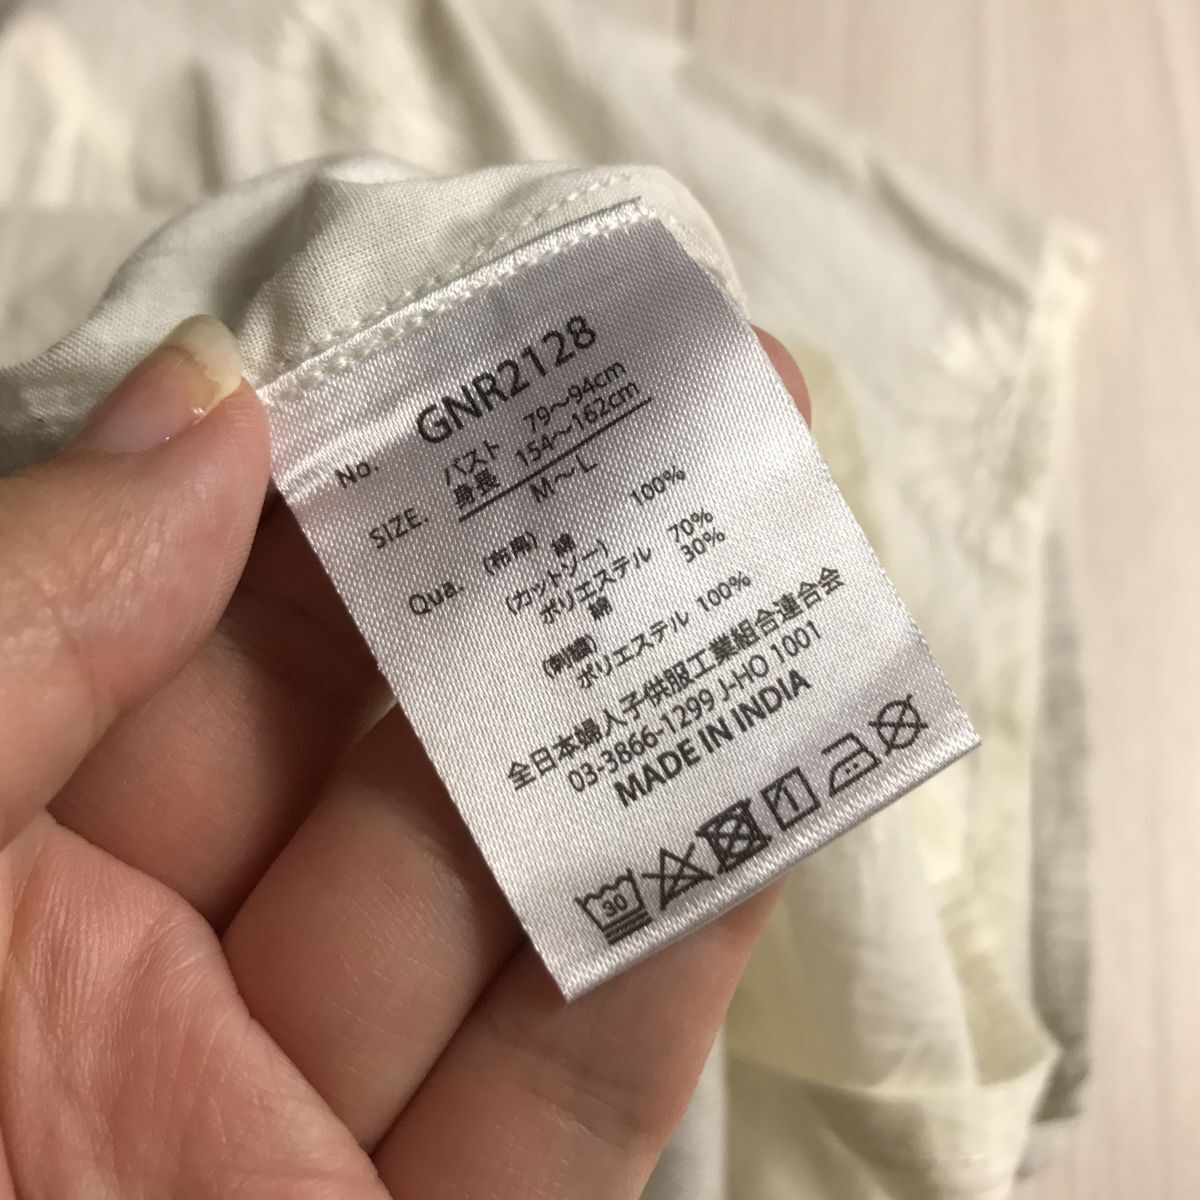 No. GNR2128
SIZE. バスト 79〜94cm
身長 154〜162cm
M〜L
Qua. (布帛) 綿 100%
(カットソー)
ポリエステル 70%
綿 30%
(刺繍)
ポリエステル 100%
全日本婦人子供服工業組合連合会
03-3866-1299 J-HO 1001
MADE IN INDIA
30
1